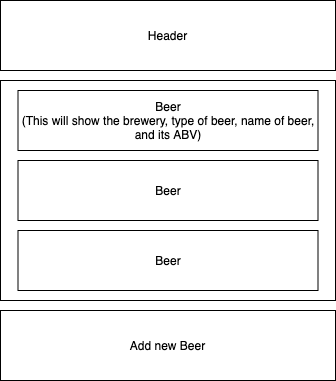 Header
Beer
(This will show the brewery, type of beer, name of beer,
and its ABV)
Beer
Beer
Add new Beer